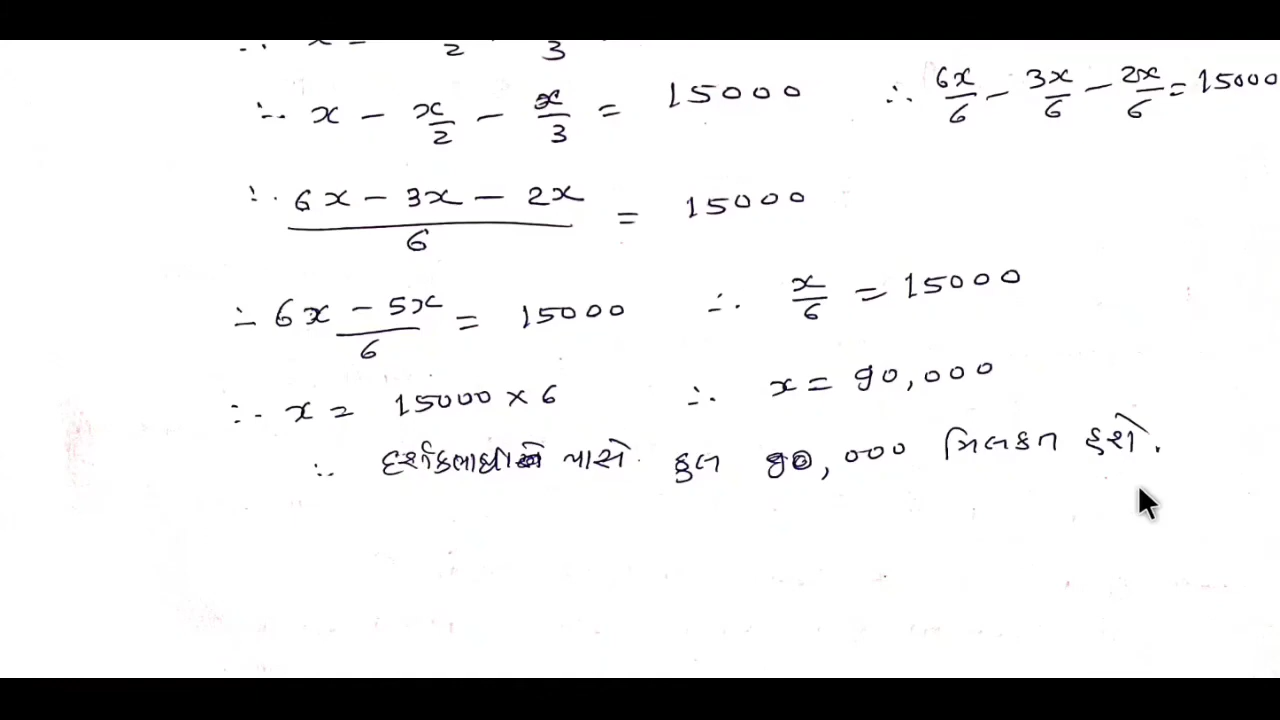 ∴ x - x/2 - x/3 = 15000 ∴ 6x/6 - 3x/6 - 2x/6 = 15000
∴ 6x - 3x - 2x / 6 = 15000
∴ 6x - 5x / 6 = 15000 ∴ x/6 = 15000
∴ x = 15000 × 6 ∴ x = 90,000
∴ પાસે કુલ 90,000 મિલકત હશે.